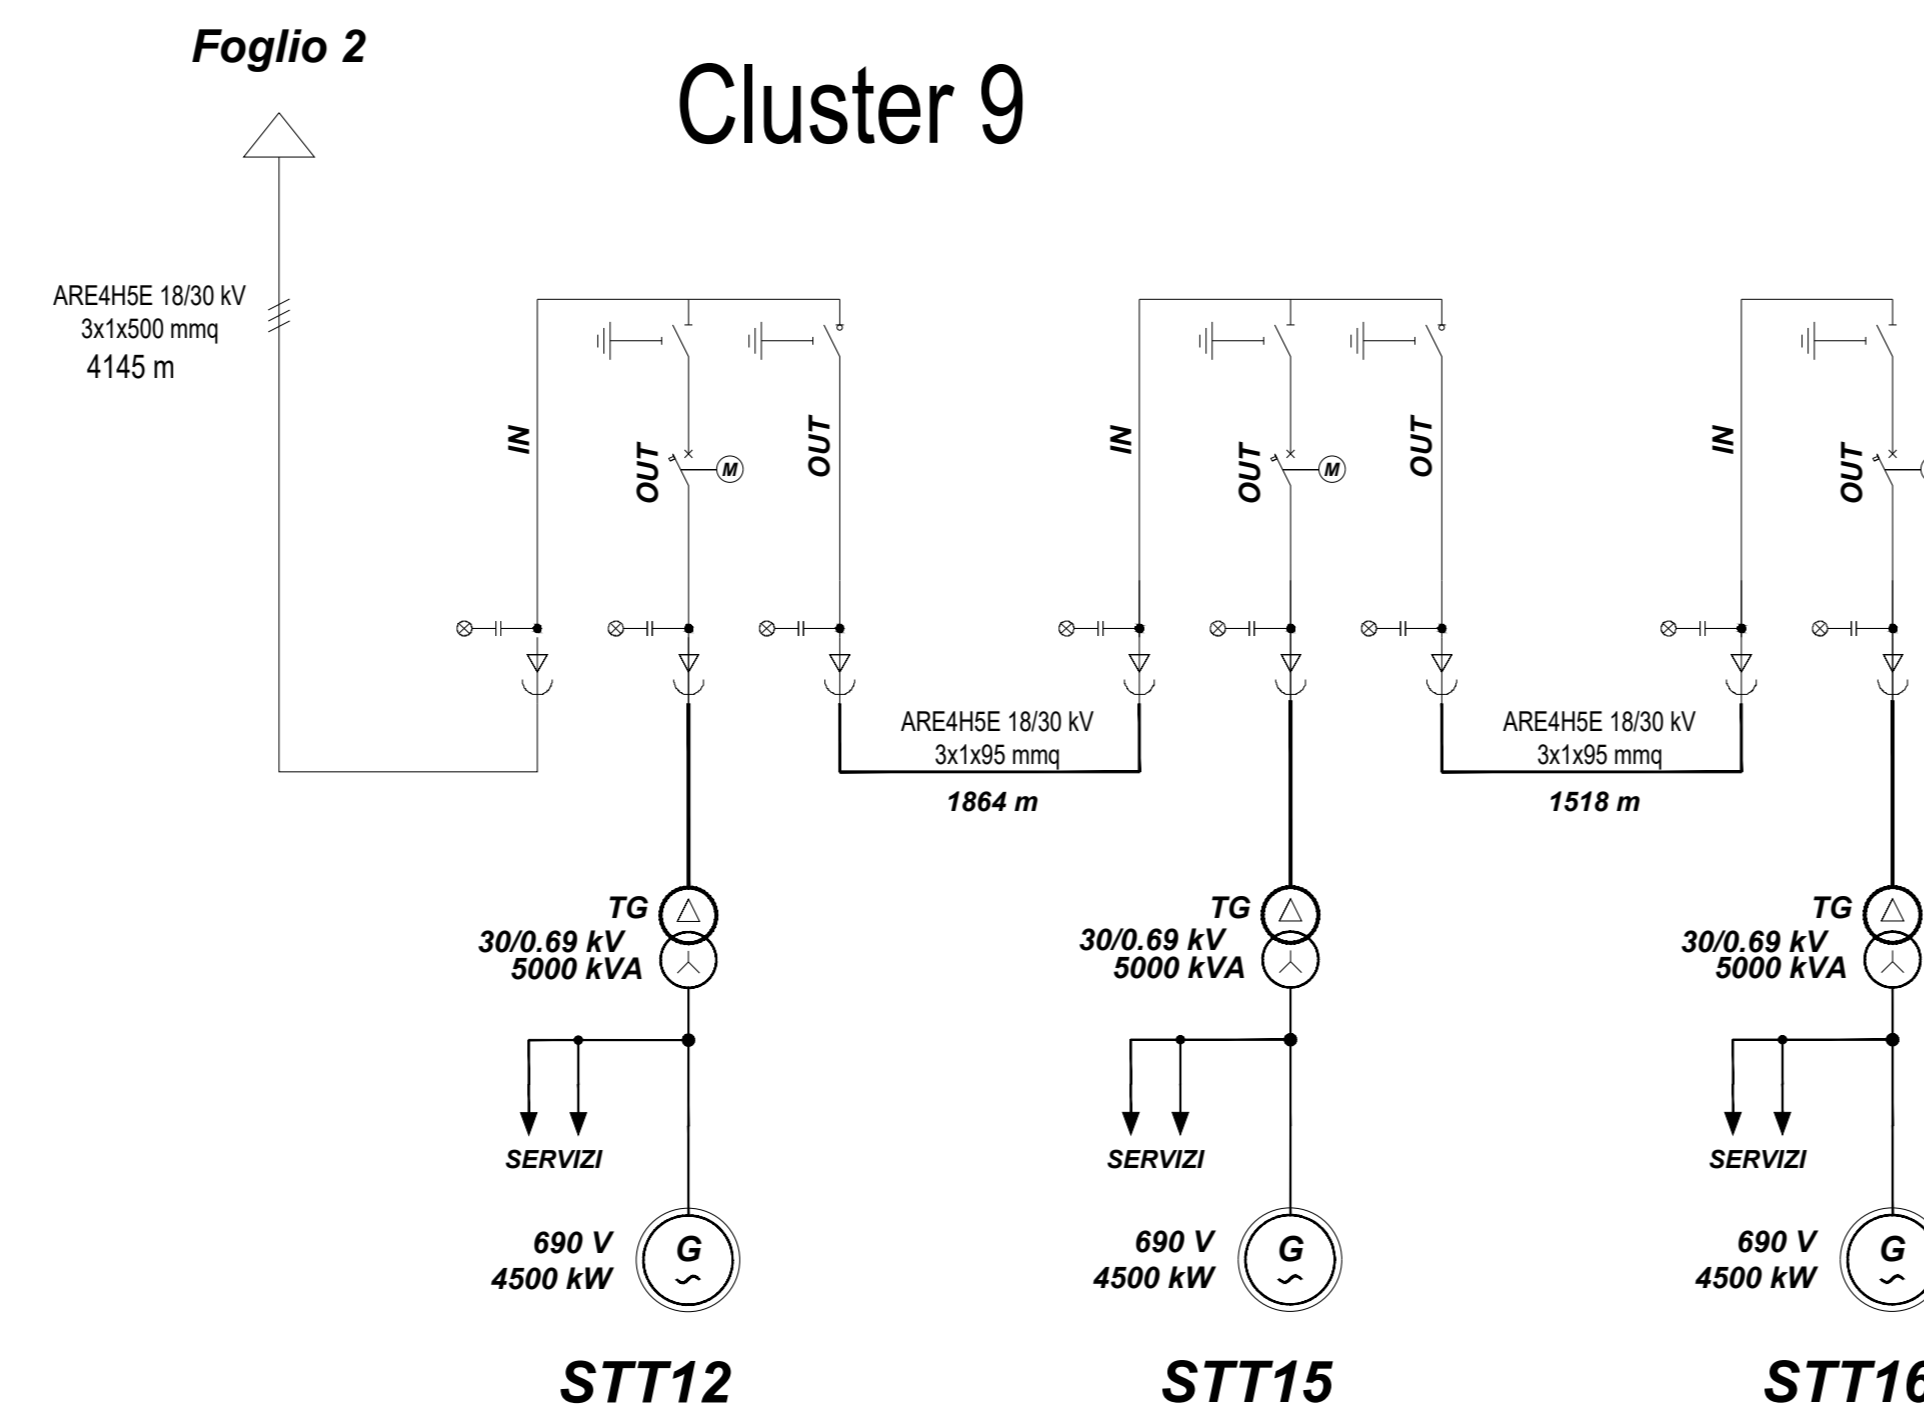 Foglio 2
Cluster 9
ARE4H5E 18/30 kV
3x1x500 mmq
4145 m
IN
OUT
M
OUT
IN
OUT
M
OUT
IN
OUT
ARE4H5E 18/30 kV
3x1x95 mmq
1864 m
ARE4H5E 18/30 kV
3x1x95 mmq
1518 m
TG
30/0.69 kV
5000 kVA
TG
30/0.69 kV
5000 kVA
TG
30/0.69 kV
5000 kVA
SERVIZI
SERVIZI
SERVIZI
690 V
4500 kW
G
690 V
4500 kW
G
690 V
4500 kW
G
STT12
STT15
STT16